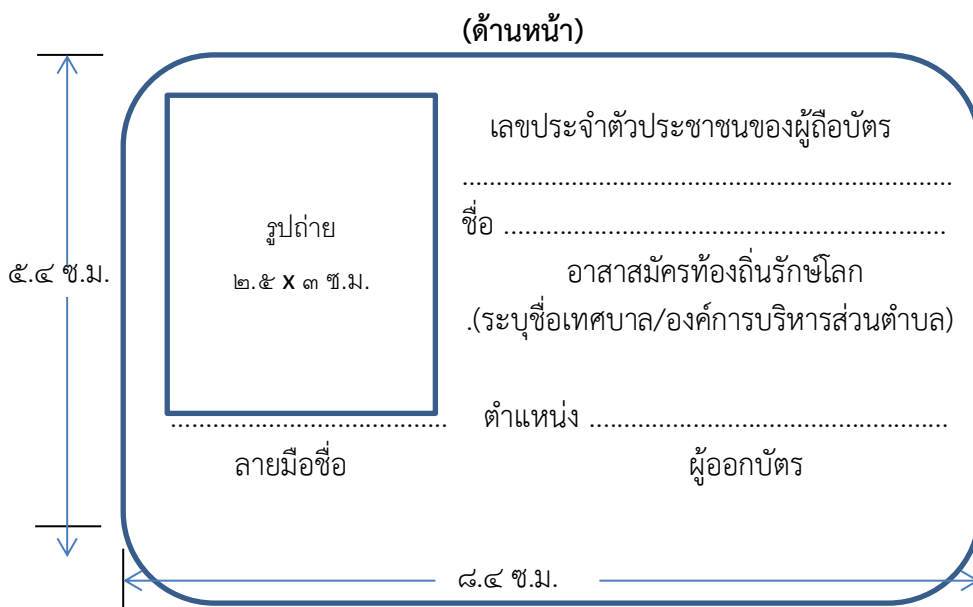 (ด้านหน้า)
เลขประจำตัวประชาชนของผู้ถือบัตร
........................................................................
ชื่อ .................................................................
รูปถ่าย
๒.๕ x ๓ ซ.ม.
๕.๔ ซ.ม.
อาสาสมัครท้องถิ่นรักษ์โลก
.(ระบุชื่อเทศบาล/องค์การบริหารส่วนตำบล)
......................................... ตำแหน่ง .....................................................
ลายมือชื่อ ผู้ออกบัตร
๘.๔ ซ.ม.